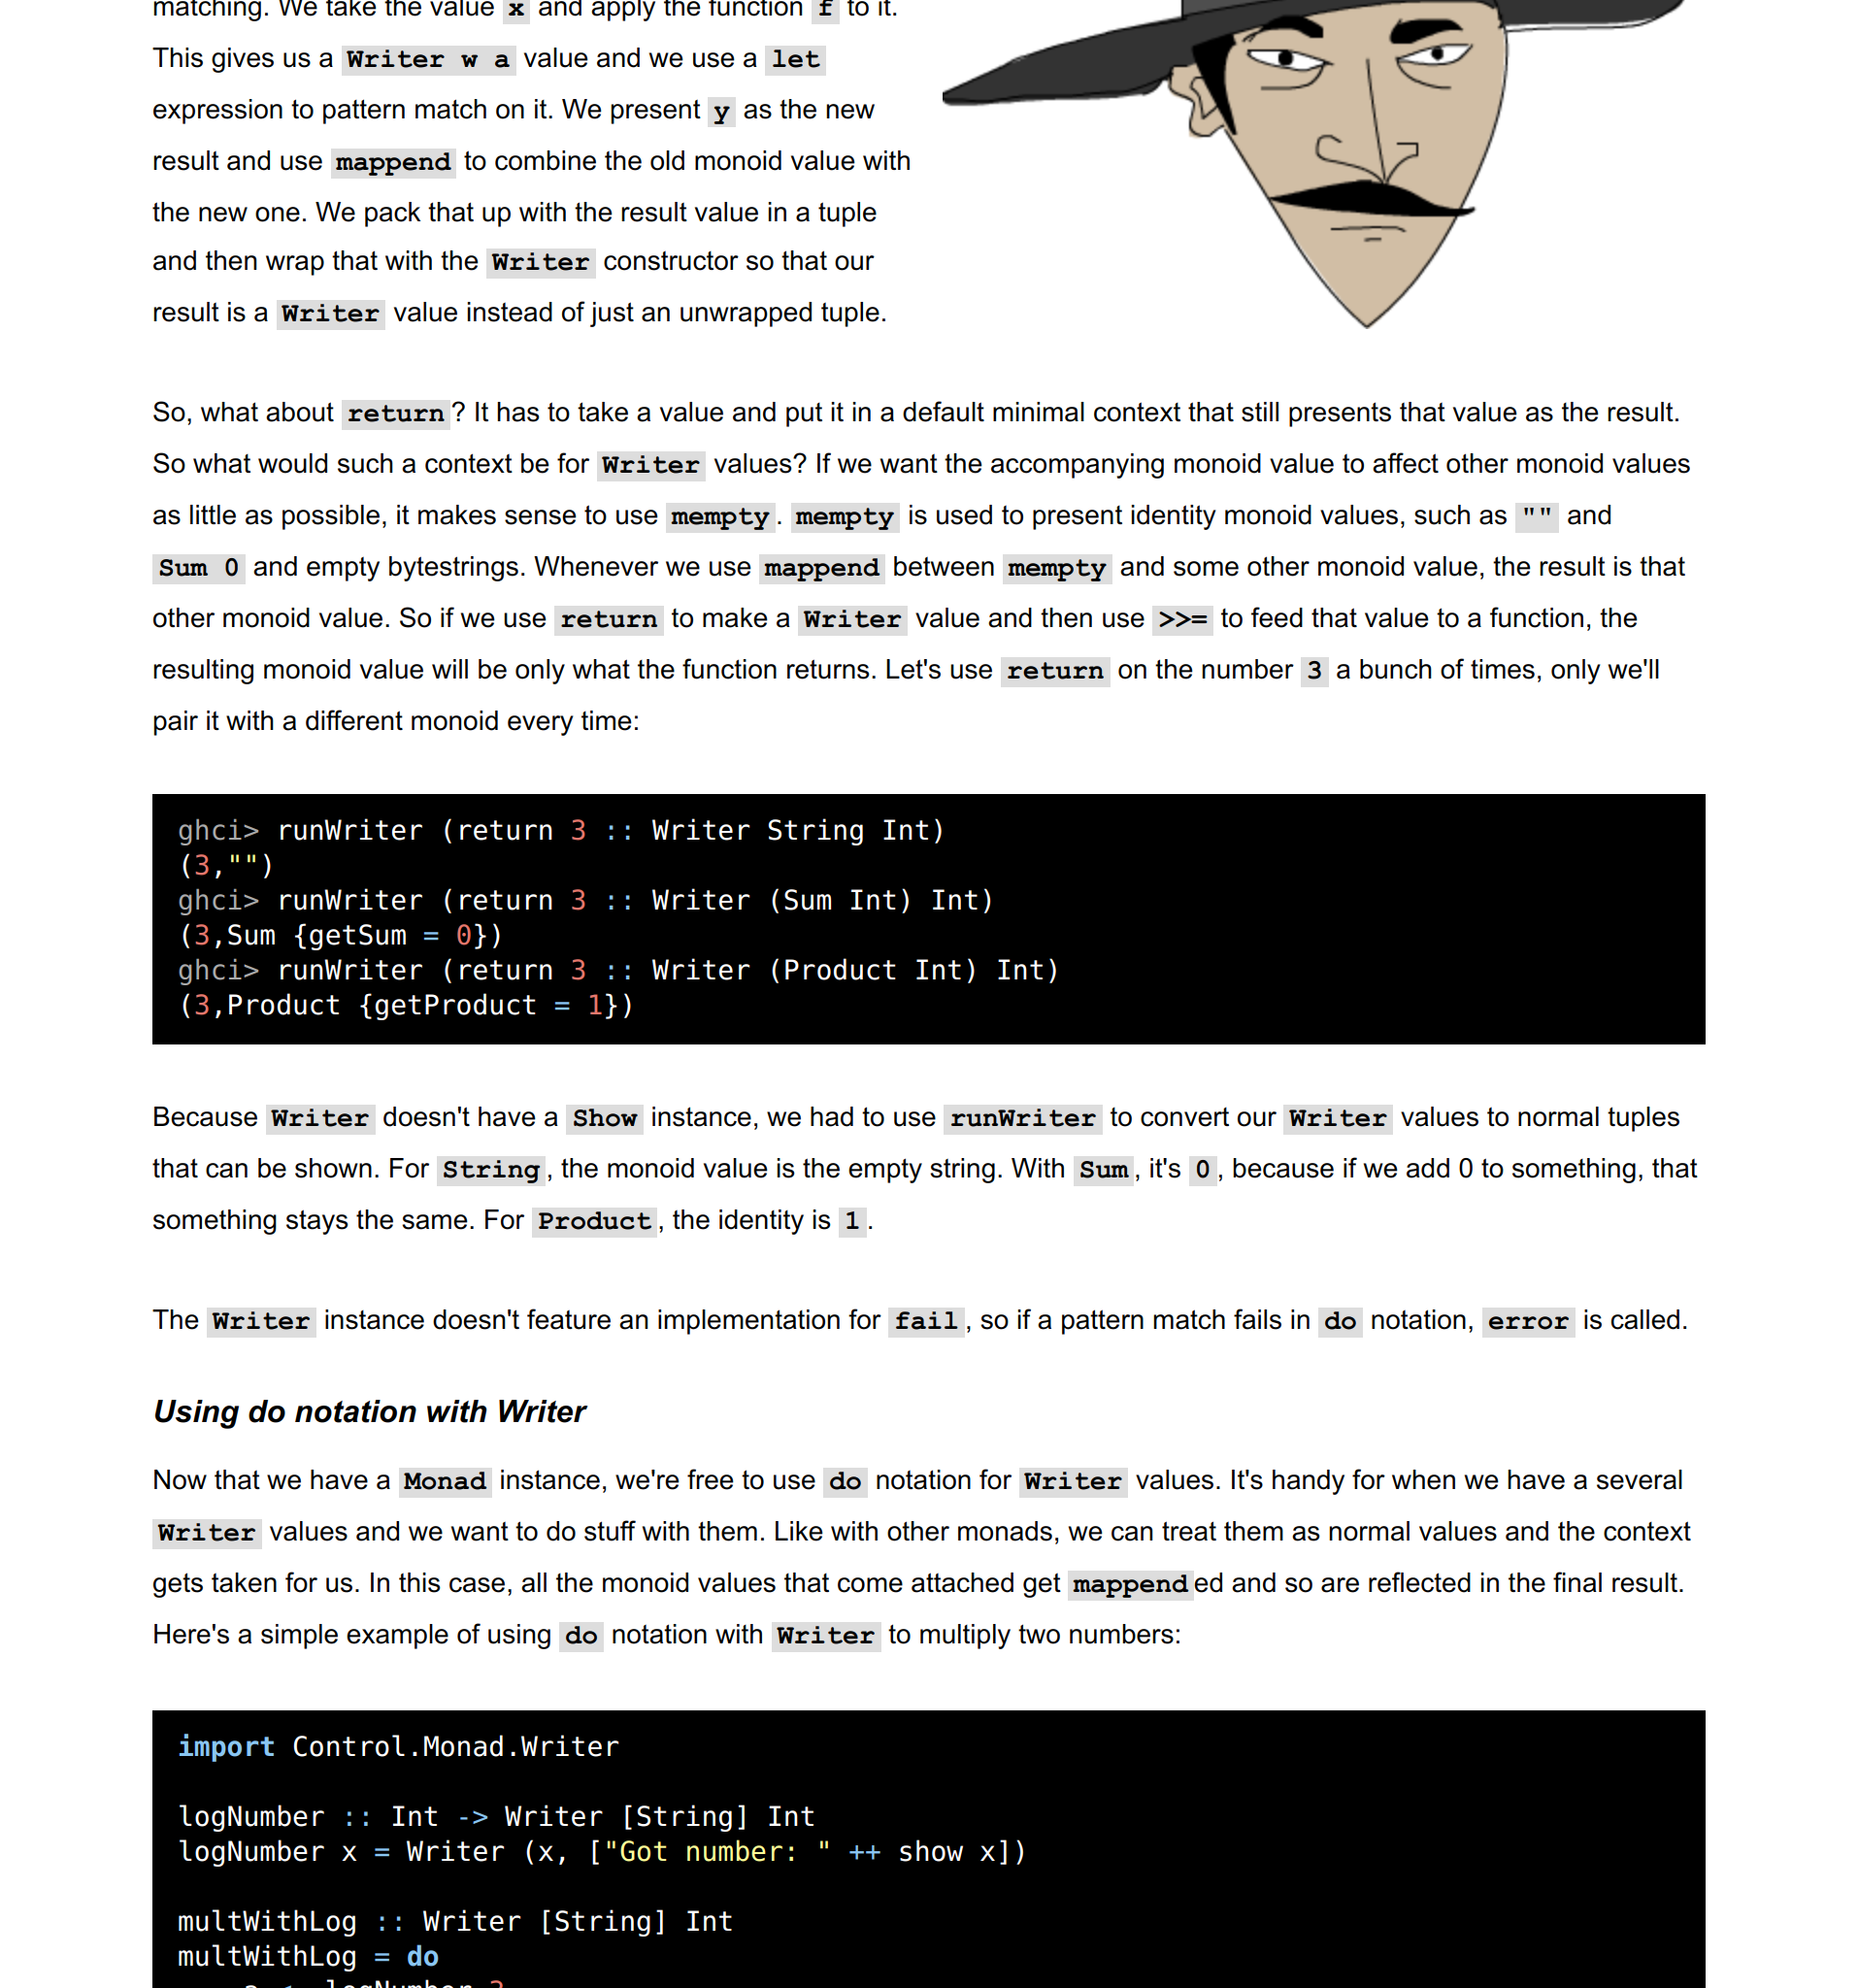 matching. We take the value x and apply the function f to it.
This gives us a Writer w a value and we use a let
expression to pattern match on it. We present y as the new
result and use mappend to combine the old monoid value with
the new one. We pack that up with the result value in a tuple
and then wrap that with the Writer constructor so that our
result is a Writer value instead of just an unwrapped tuple.
So, what about return? It has to take a value and put it in a default minimal context that still presents that value as the result.
So what would such a context be for Writer values? If we want the accompanying monoid value to affect other monoid values
as little as possible, it makes sense to use mempty. mempty is used to present identity monoid values, such as "" and
Sum 0 and empty bytestrings. Whenever we use mappend between mempty and some other monoid value, the result is that
other monoid value. So if we use return to make a Writer value and then use >>= to feed that value to a function, the
resulting monoid value will be only what the function returns. Let's use return on the number 3 a bunch of times, only we'll
pair it with a different monoid every time:
ghci> runWriter (return 3 :: Writer String Int)
(3,"")
ghci> runWriter (return 3 :: Writer (Sum Int) Int)
(3,Sum {getSum = 0})
ghci> runWriter (return 3 :: Writer (Product Int) Int)
(3,Product {getProduct = 1})
Because Writer doesn't have a Show instance, we had to use runWriter to convert our Writer values to normal tuples
that can be shown. For String, the monoid value is the empty string. With Sum, it's 0, because if we add 0 to something, that
something stays the same. For Product, the identity is 1.
The Writer instance doesn't feature an implementation for fail, so if a pattern match fails in do notation, error is called.
Using do notation with Writer
Now that we have a Monad instance, we're free to use do notation for Writer values. It's handy for when we have a several
Writer values and we want to do stuff with them. Like with other monads, we can treat them as normal values and the context
gets taken for us. In this case, all the monoid values that come attached get mappended and so are reflected in the final result.
Here's a simple example of using do notation with Writer to multiply two numbers:
import Control.Monad.Writer
logNumber :: Int -> Writer [String] Int
logNumber x = Writer (x, ["Got number: " ++ show x])
multWithLog :: Writer [String] Int
multWithLog = do
a <- logNumber 3